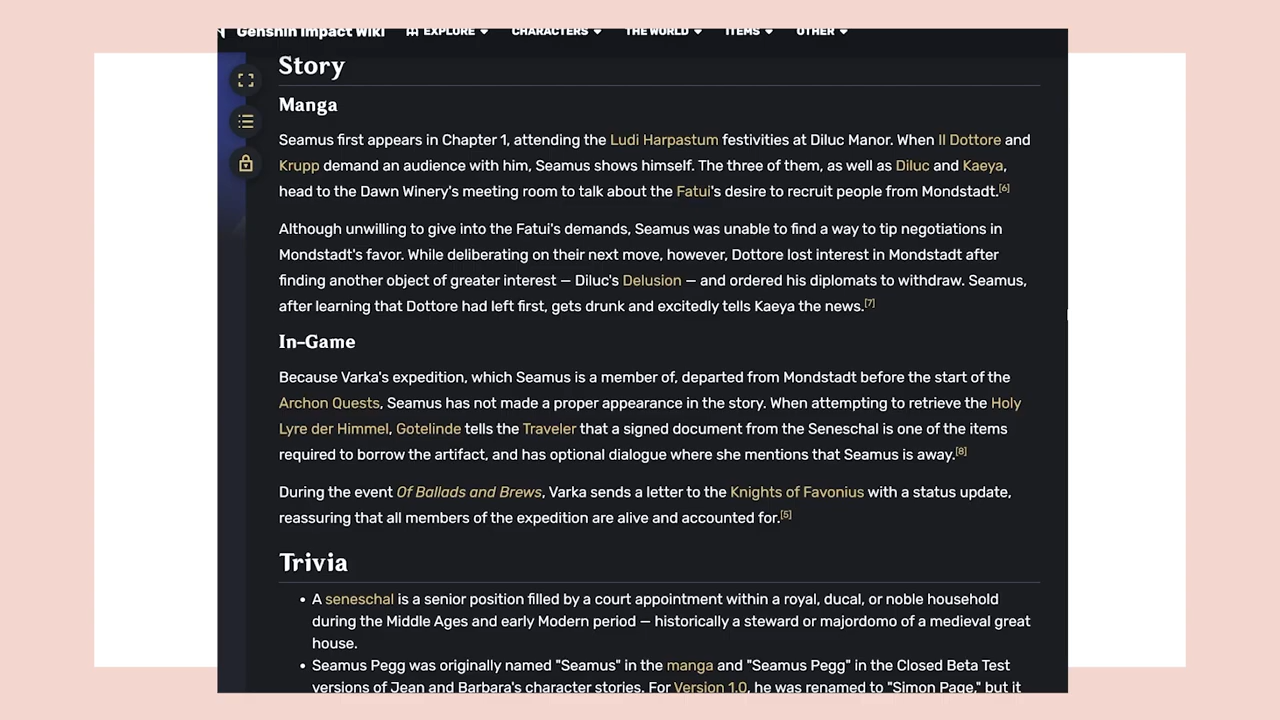 Genshin Impact Wiki EXPLORE CHARACTERS THE WORLD ITEMS OTHER
Story
Manga
Seamus first appears in Chapter 1, attending the Ludi Harpastum festivities at Diluc Manor. When Il Dottore and
Krupp demand an audience with him, Seamus shows himself. The three of them, as well as Diluc and Kaeya,
head to the Dawn Winery's meeting room to talk about the Fatui's desire to recruit people from Mondstadt.[6]
Although unwilling to give into the Fatui's demands, Seamus was unable to find a way to tip negotiations in
Mondstadt's favor. While deliberating on their next move, however, Dottore lost interest in Mondstadt after
finding another object of greater interest — Diluc's Delusion — and ordered his diplomats to withdraw. Seamus,
after learning that Dottore had left first, gets drunk and excitedly tells Kaeya the news.[7]
In-Game
Because Varka's expedition, which Seamus is a member of, departed from Mondstadt before the start of the
Archon Quests, Seamus has not made a proper appearance in the story. When attempting to retrieve the Holy
Lyre der Himmel, Gotelinde tells the Traveler that a signed document from the Seneschal is one of the items
required to borrow the artifact, and has optional dialogue where she mentions that Seamus is away.[8]
During the event Of Ballads and Brews, Varka sends a letter to the Knights of Favonius with a status update,
reassuring that all members of the expedition are alive and accounted for.[5]
Trivia
• A seneschal is a senior position filled by a court appointment within a royal, ducal, or noble household
during the Middle Ages and early Modern period — historically a steward or majordomo of a medieval great
house.
• Seamus Pegg was originally named "Seamus" in the manga and "Seamus Pegg" in the Closed Beta Test
versions of Jean and Barbara's character stories. For Version 1.0, he was renamed to "Simon Page," but it